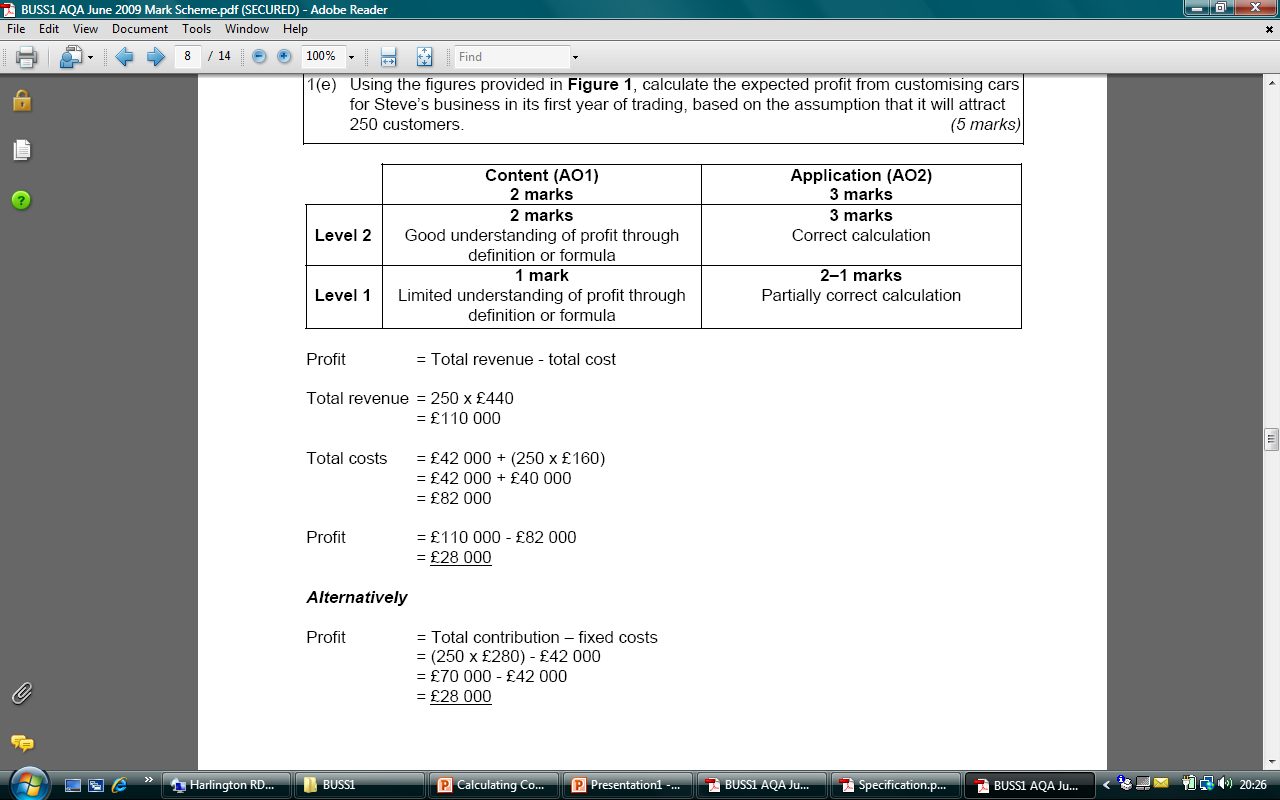 BUSS1 AQA June 2009 Mark Scheme.pdf (SECURED) - Adobe Reader
File Edit View Document Tools Window Help
8 / 14 100% Find
1(e) Using the figures provided in Figure 1, calculate the expected profit from customising cars
for Steve's business in its first year of trading, based on the assumption that it will attract
250 customers. (5 marks)
Content (AO1) Application (AO2)
2 marks 3 marks
2 marks 3 marks
Level 2 Good understanding of profit through Correct calculation
definition or formula
1 mark 2–1 marks
Level 1 Limited understanding of profit through Partially correct calculation
definition or formula
Profit = Total revenue - total cost
Total revenue = 250 x £440
= £110 000
Total costs = £42 000 + (250 x £160)
= £42 000 + £40 000
= £82 000
Profit = £110 000 - £82 000
= £28 000
Alternatively
Profit = Total contribution – fixed costs
= (250 x £280) - £42 000
= £70 000 - £42 000
= £28 000
Harlington RD... BUSS1 Calculating Co... Presentation1 -... BUSS1 AQA Ju... Specification.p... BUSS1 AQA Ju... 20:26